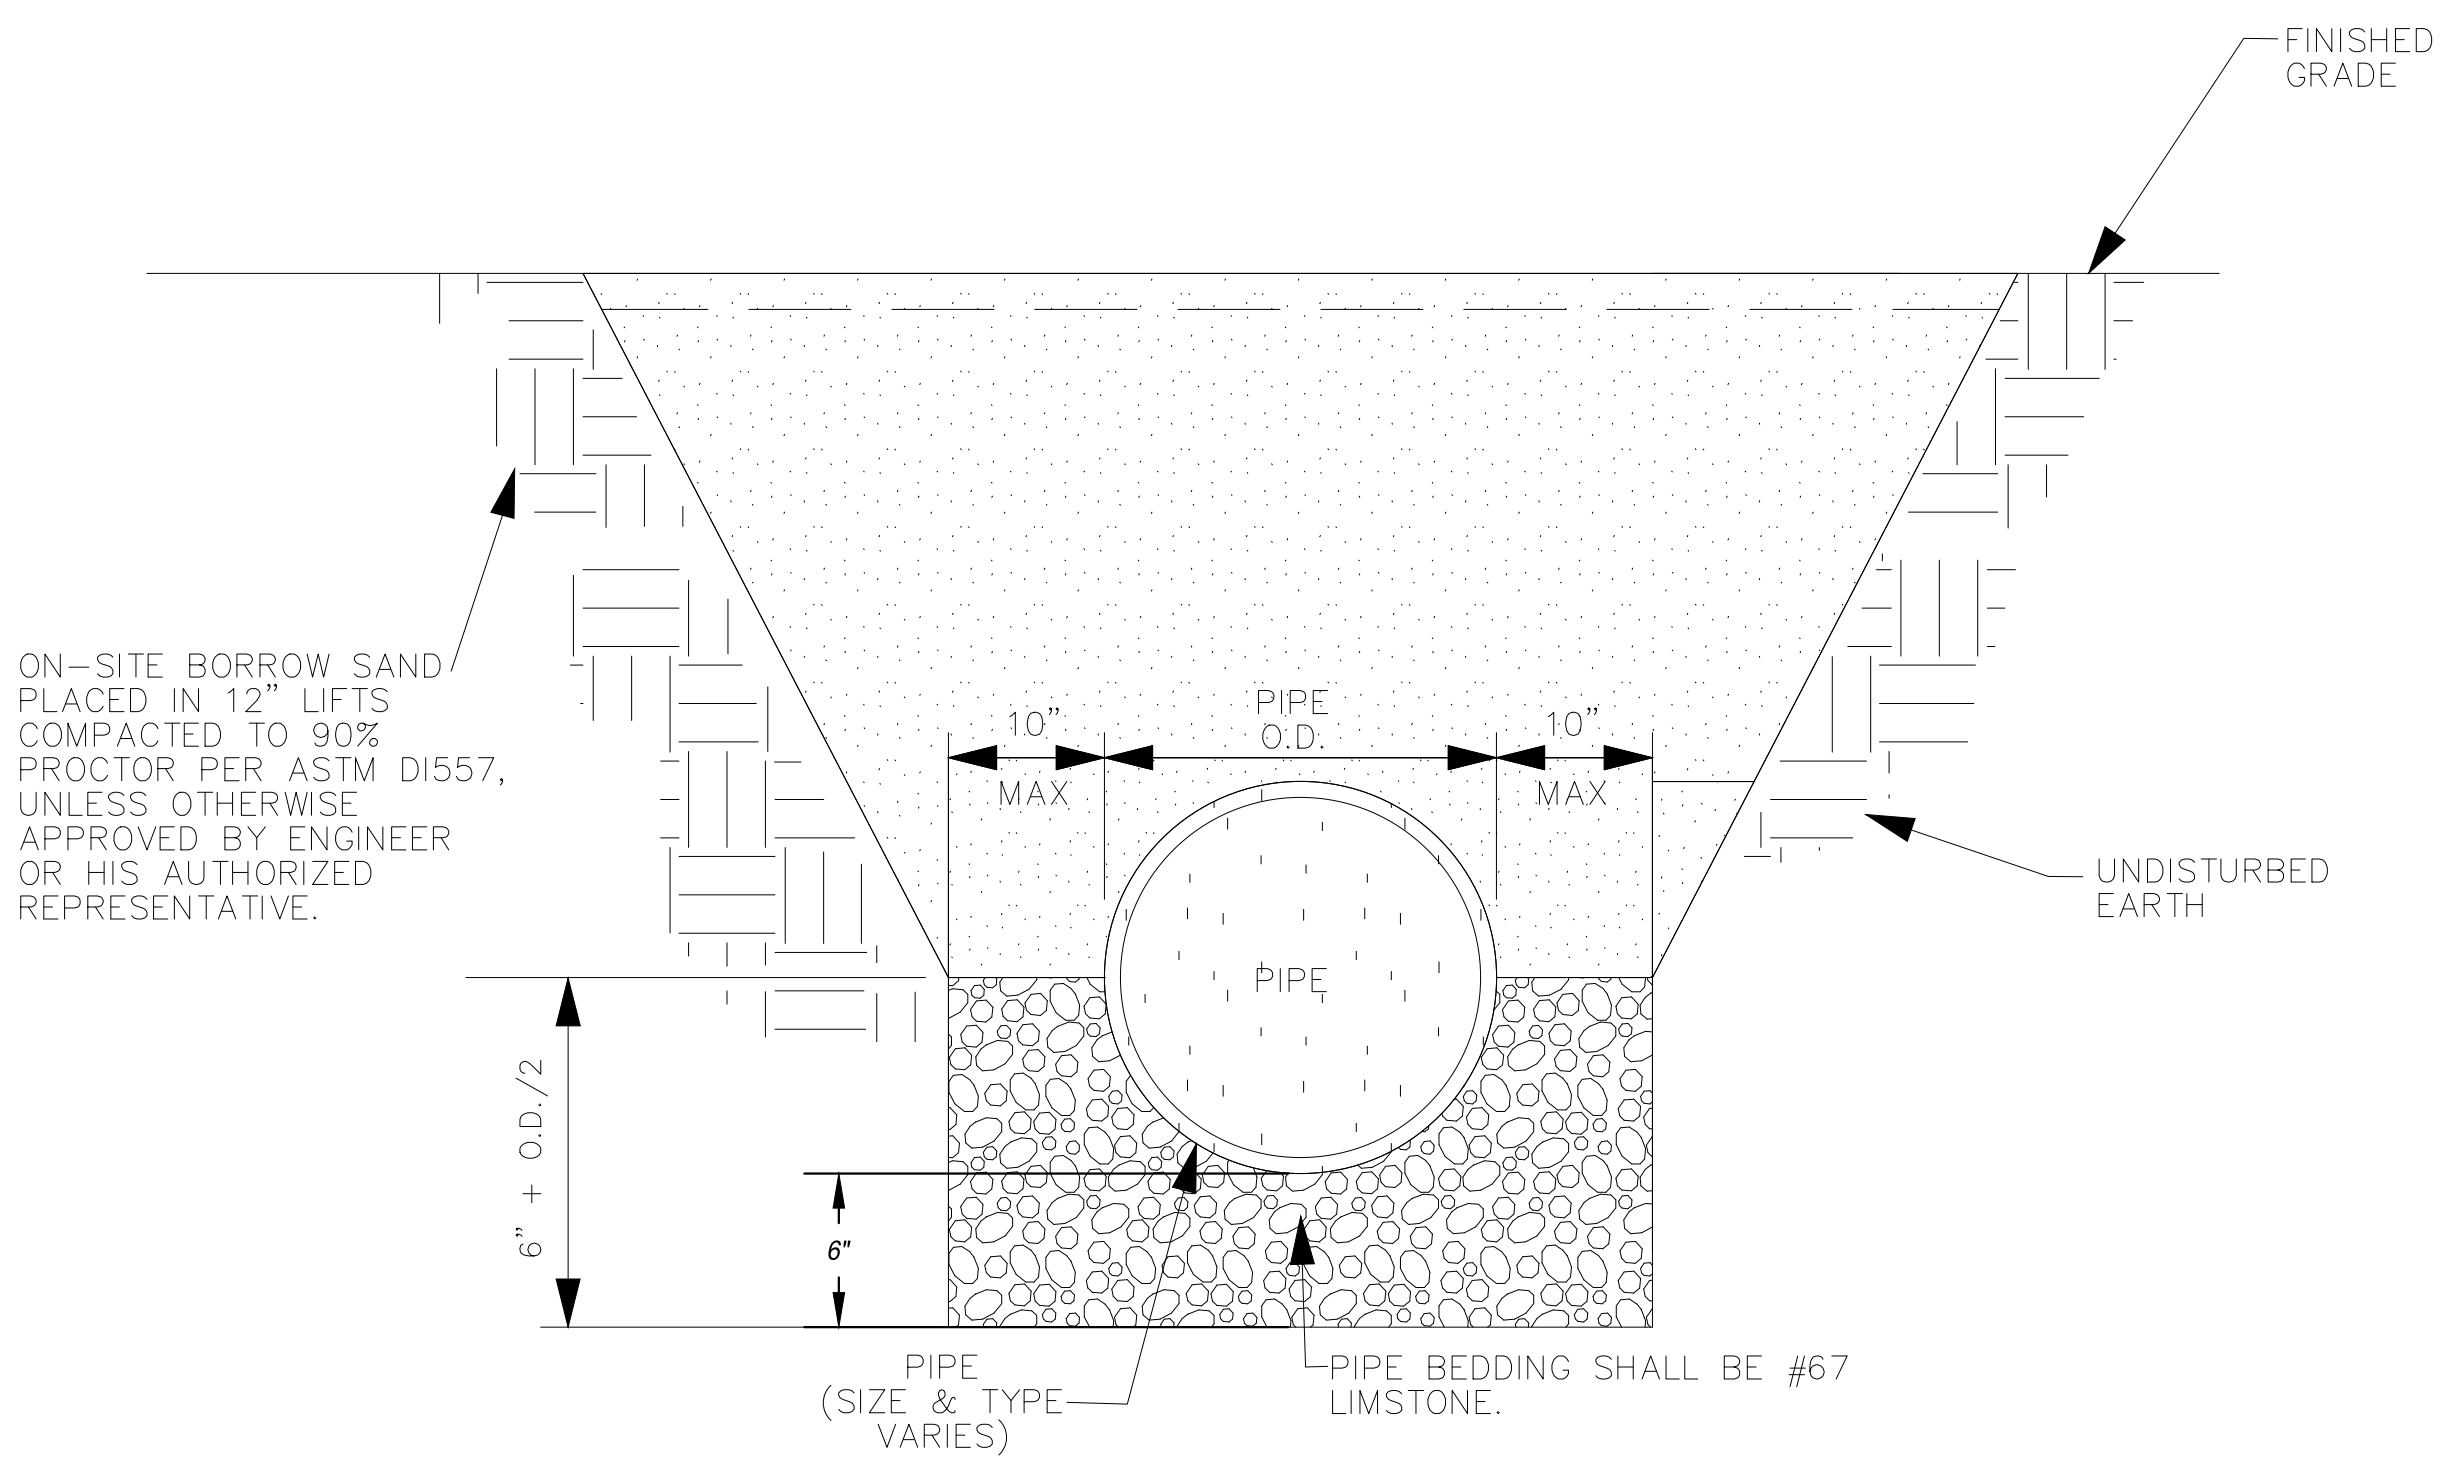 FINISHED
GRADE
ON-SITE BORROW SAND
PLACED IN 12" LIFTS
COMPACTED TO 90%
PROCTOR PER ASTM D1557,
UNLESS OTHERWISE
APPROVED BY ENGINEER
OR HIS AUTHORIZED
REPRESENTATIVE.
10"
MAX
PIPE
O.D.
10"
MAX
UNDISTURBED
EARTH
PIPE
6" + O.D./2
6"
PIPE
(SIZE & TYPE
VARIES)
PIPE BEDDING SHALL BE #67
LIMSTONE.